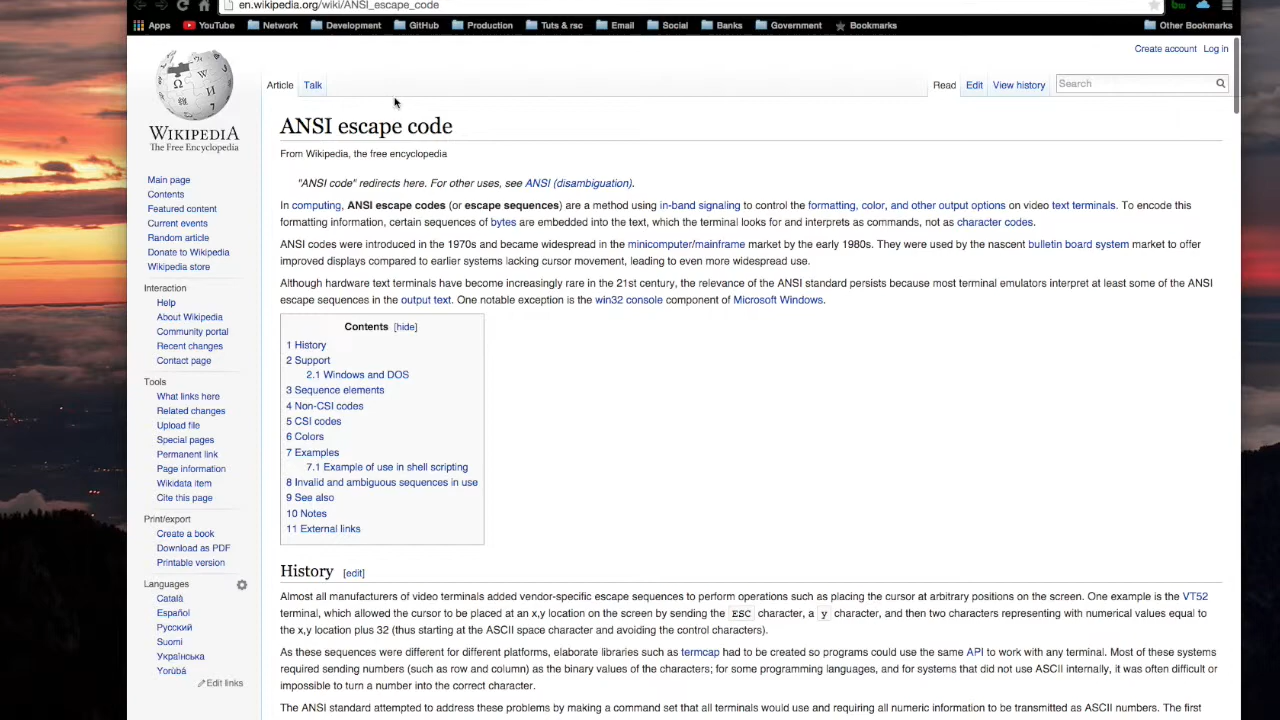 en.wikipedia.org/wiki/ANSI_escape_code
Apps YouTube Network Development GitHub Production Tuts & rsc Email Social Banks Government Bookmarks Other Bookmarks
Create account Log in
Article Talk Read Edit View history Search
WIKIPEDIA
The Free Encyclopedia
Main page
Contents
Featured content
Current events
Random article
Donate to Wikipedia
Wikipedia store
Interaction
Help
About Wikipedia
Community portal
Recent changes
Contact page
Tools
What links here
Related changes
Upload file
Special pages
Permanent link
Page information
Wikidata item
Cite this page
Print/export
Create a book
Download as PDF
Printable version
Languages
Català
Español
Русский
Suomi
Українська
Yorùbá
Edit links
ANSI escape code
From Wikipedia, the free encyclopedia
"ANSI code" redirects here. For other uses, see ANSI (disambiguation).
In computing, ANSI escape codes (or escape sequences) are a method using in-band signaling to control the formatting, color, and other output options on video text terminals. To encode this
formatting information, certain sequences of bytes are embedded into the text, which the terminal looks for and interprets as commands, not as character codes.
ANSI codes were introduced in the 1970s and became widespread in the minicomputer/mainframe market by the early 1980s. They were used by the nascent bulletin board system market to offer
improved displays compared to earlier systems lacking cursor movement, leading to even more widespread use.
Although hardware text terminals have become increasingly rare in the 21st century, the relevance of the ANSI standard persists because most terminal emulators interpret at least some of the ANSI
escape sequences in the output text. One notable exception is the win32 console component of Microsoft Windows.
Contents [hide]
1 History
2 Support
2.1 Windows and DOS
3 Sequence elements
4 Non-CSI codes
5 CSI codes
6 Colors
7 Examples
7.1 Example of use in shell scripting
8 Invalid and ambiguous sequences in use
9 See also
10 Notes
11 External links
History [edit]
Almost all manufacturers of video terminals added vendor-specific escape sequences to perform operations such as placing the cursor at arbitrary positions on the screen. One example is the VT52
terminal, which allowed the cursor to be placed at an x,y location on the screen by sending the ESC character, a y character, and then two characters representing with numerical values equal to
the x,y location plus 32 (thus starting at the ASCII space character and avoiding the control characters).
As these sequences were different for different platforms, elaborate libraries such as termcap had to be created so programs could use the same API to work with any terminal. Most of these systems
required sending numbers (such as row and column) as the binary values of the characters; for some programming languages, and for systems that did not use ASCII internally, it was often difficult or
impossible to turn a number into the correct character.
The ANSI standard attempted to address these problems by making a command set that all terminals would use and requiring all numeric information to be transmitted as ASCII numbers. The first